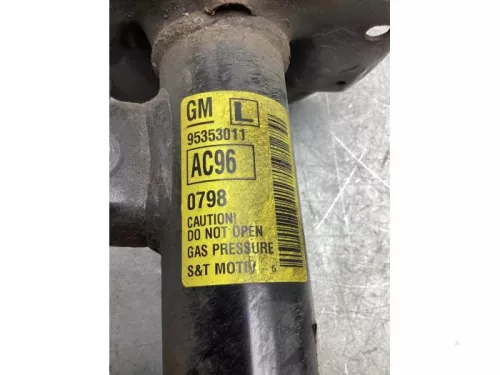 GM L
95353011
AC96
0798
CAUTION!
DO NOT OPEN
GAS PRESSURE
S&T MOTIV